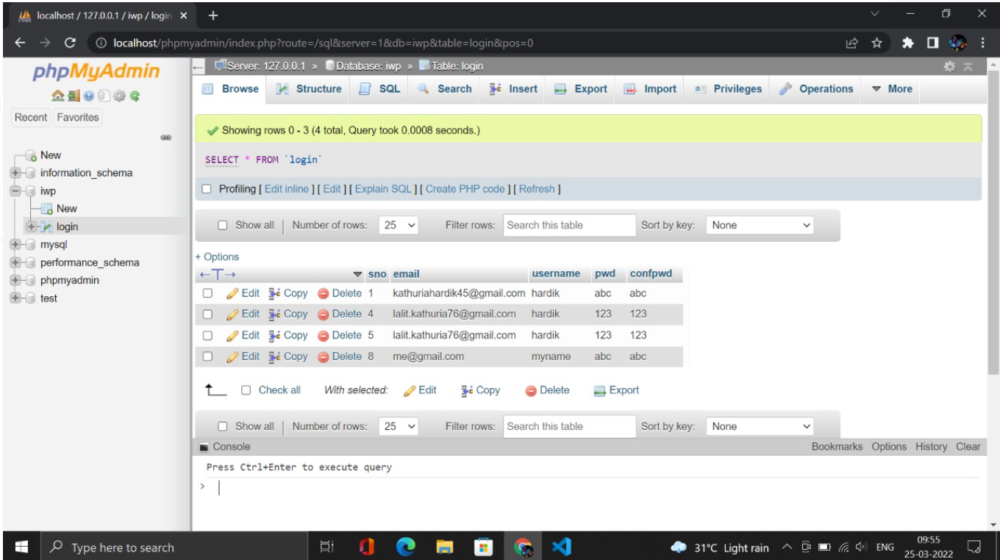 localhost / 127.0.0.1 / iwp / login
localhost/phpmyadmin/index.php?route=/sql&server=1&db=iwp&table=login&pos=0
phpMyAdmin
Recent Favorites
New
information_schema
iwp
New
login
mysql
performance_schema
phpmyadmin
test
Server: 127.0.0.1 » Database: iwp » Table: login
Browse Structure SQL Search Insert Export Import Privileges Operations More
Showing rows 0 - 3 (4 total, Query took 0.0008 seconds.)
SELECT * FROM `login`
Profiling [ Edit inline ] [ Edit ] [ Explain SQL ] [ Create PHP code ] [ Refresh ]
Show all | Number of rows: 25 Filter rows: Search this table Sort by key: None
+ Options
←T→ sno email username pwd confpwd
Edit Copy Delete 1 kathuriahardik45@gmail.com hardik abc abc
Edit Copy Delete 4 lalit.kathuria76@gmail.com hardik 123 123
Edit Copy Delete 5 lalit.kathuria76@gmail.com hardik 123 123
Edit Copy Delete 8 me@gmail.com myname abc abc
Check all With selected: Edit Copy Delete Export
Show all | Number of rows: 25 Filter rows: Search this table Sort by key: None
Console Bookmarks Options History Clear
Press Ctrl+Enter to execute query
>
Type here to search 31°C Light rain ENG 09:55
25-03-2022